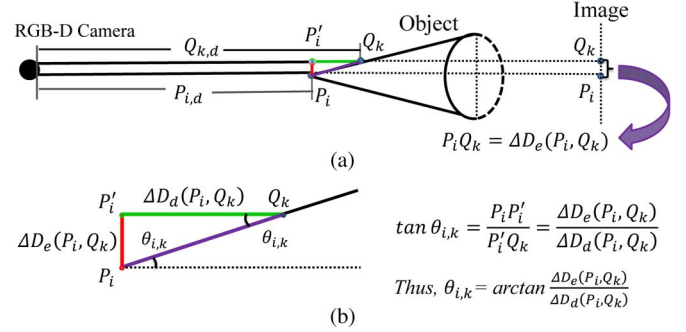 RGB-D Camera
Q_{k,d}
P_i'
Q_k
Object
Image
Q_k
P_i
P_i
P_{i,d}
P_iQ_k = ΔD_e(P_i, Q_k)
(a)
ΔD_d(P_i, Q_k)
P_i'
Q_k
ΔD_e(P_i, Q_k)
θ_{i,k}
θ_{i,k}
P_i
tan θ_{i,k} = P_iP_i' / P_i'Q_k = ΔD_e(P_i, Q_k) / ΔD_d(P_i, Q_k)
Thus, θ_{i,k} = arctan ΔD_e(P_i,Q_k) / ΔD_d(P_i,Q_k)
(b)